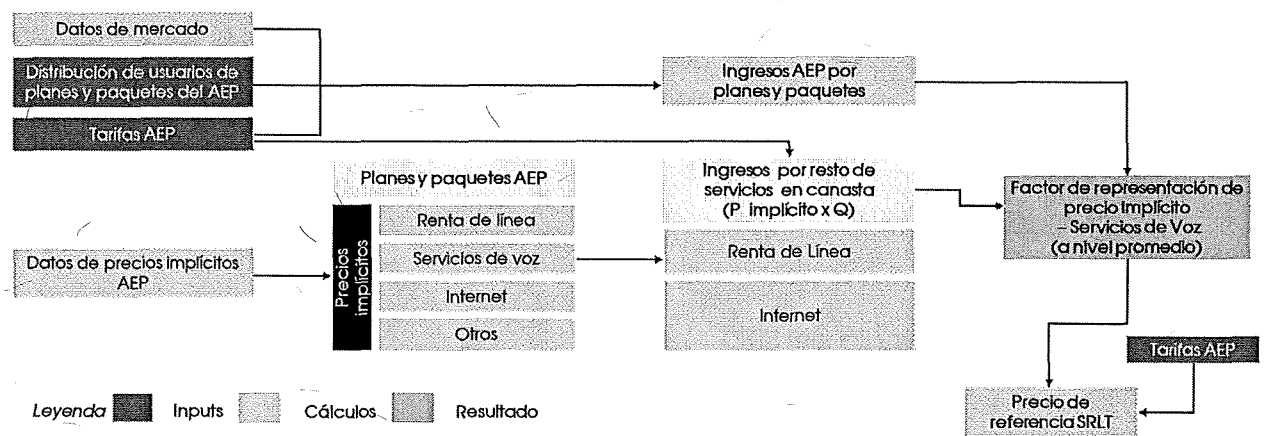 Datos de mercado
Distribución de usuarios de
planes y paquetes del AEP
Tarifas AEP
Ingresos AEP por
planes y paquetes
Planes y paquetes AEP
Precios
implícitos
Renta de línea
Servicios de voz
Internet
Otros
Datos de precios implícitos
AEP
Ingresos por resto de
servicios en canasta
(P implícito x Q)
Renta de Línea
Internet
Factor de representación de
precio implícito
– Servicios de Voz
(a nivel promedio)
Tarifas AEP
Precio de
referencia SRLT
Leyenda Inputs Cálculos Resultado